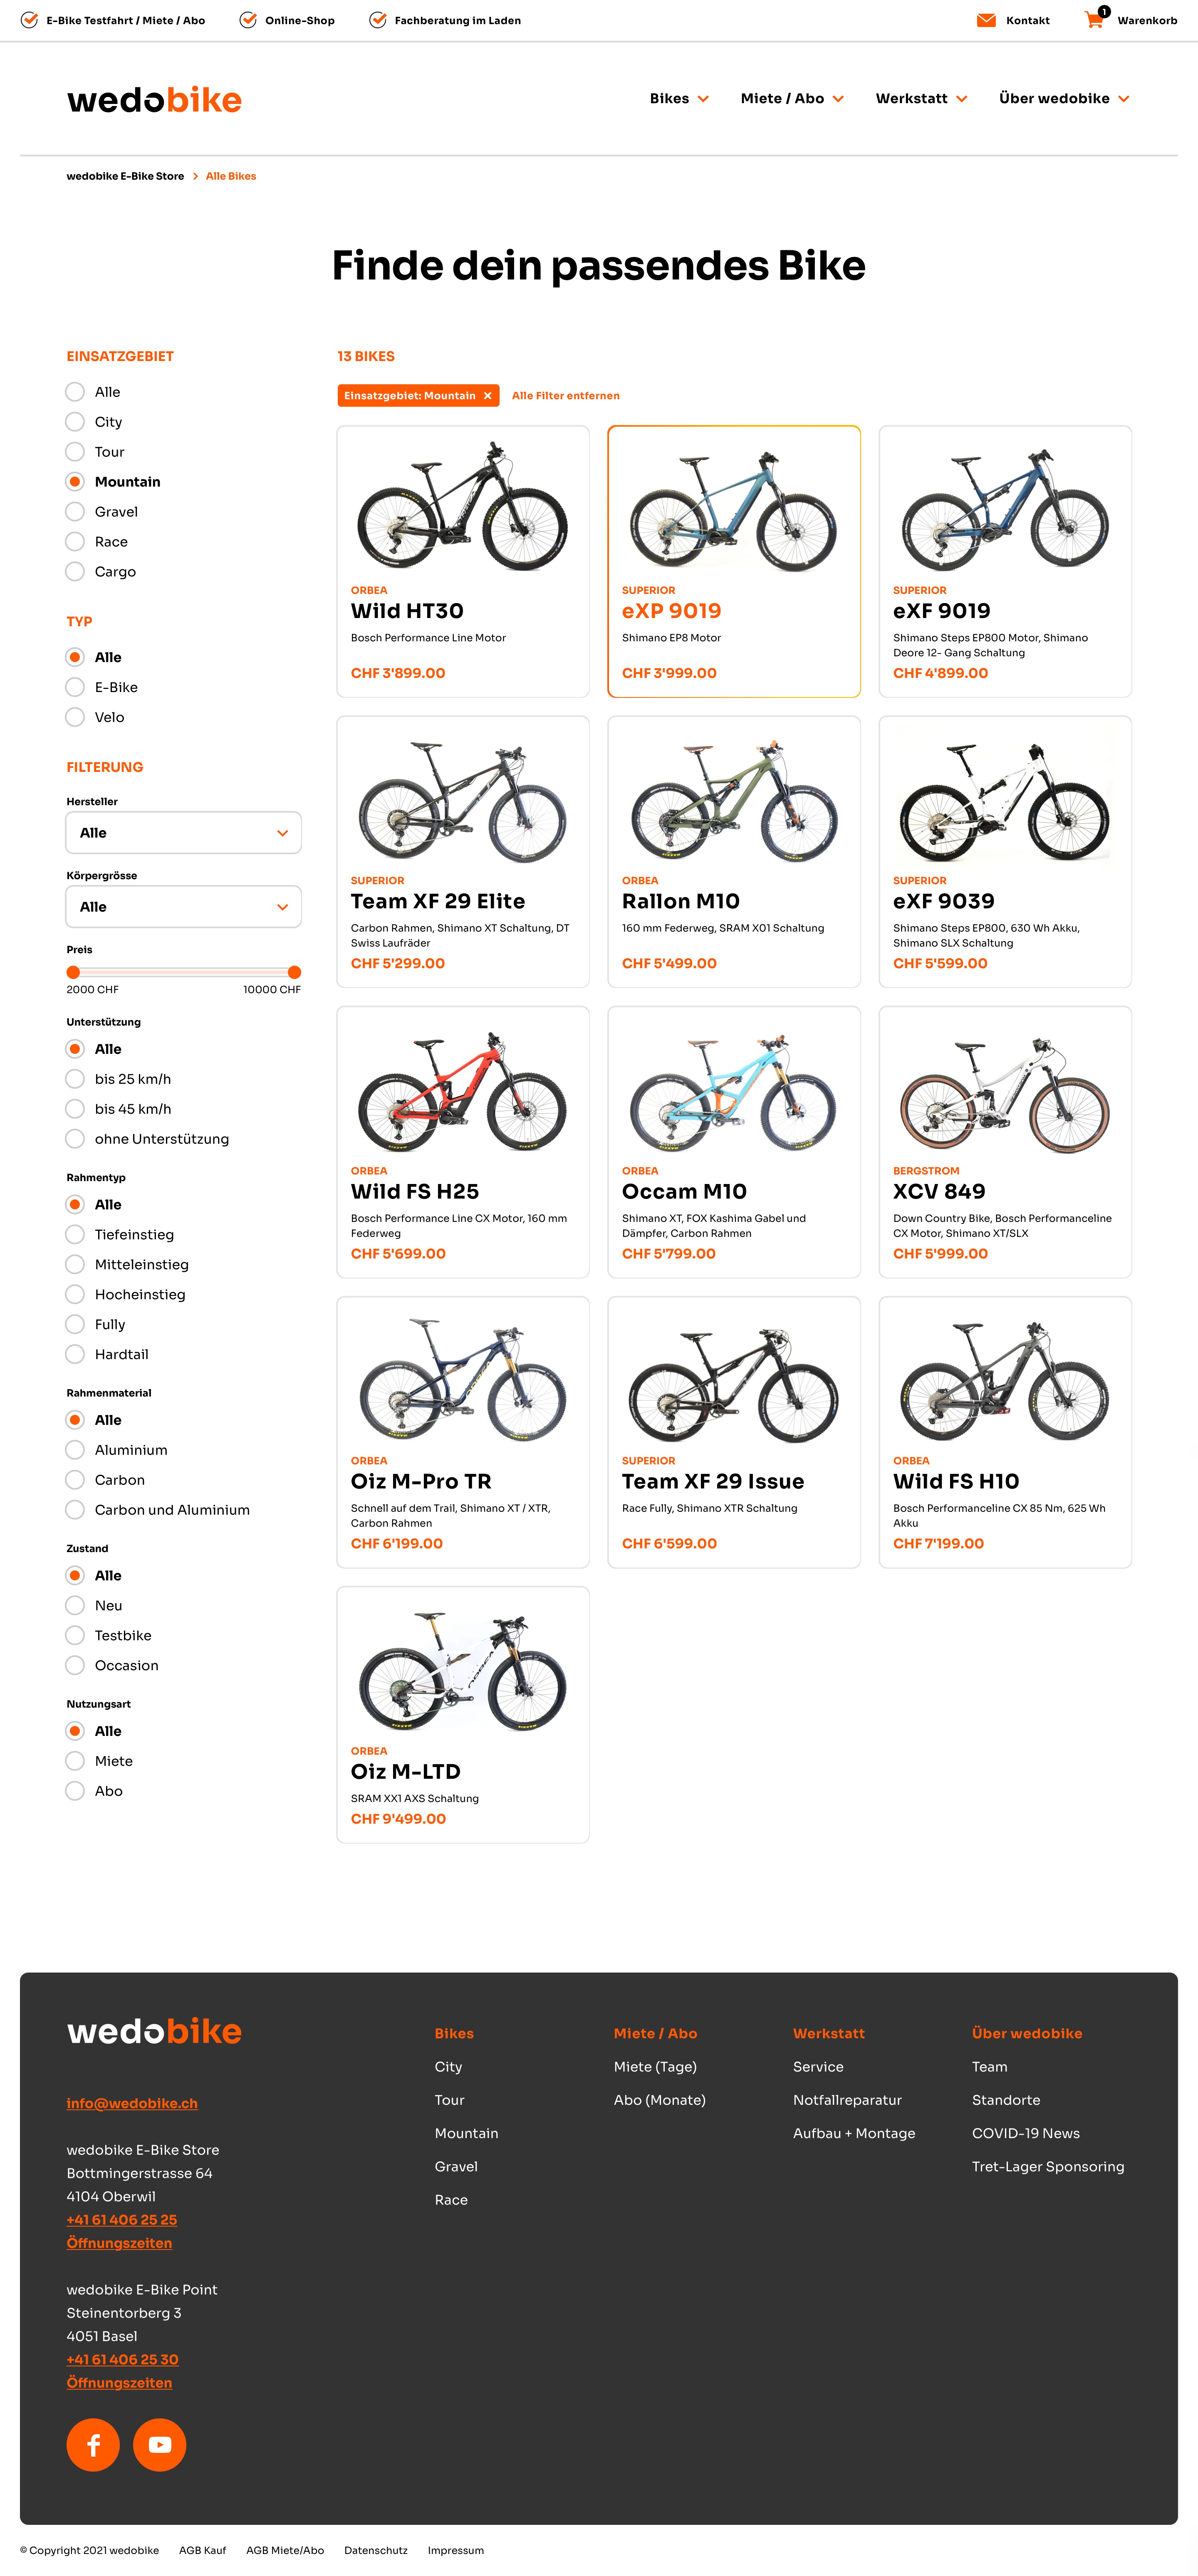 E-Bike Testfahrt / Miete / Abo
Online-Shop
Fachberatung im Laden
Kontakt
1
Warenkorb
wedobike
Bikes
Miete / Abo
Werkstatt
Über wedobike
wedobike E-Bike Store
Alle Bikes
Finde dein passendes Bike
EINSATZGEBIET
Alle
City
Tour
Mountain
Gravel
Race
Cargo
TYP
Alle
E-Bike
Velo
FILTERUNG
Hersteller
Alle
Körpergrösse
Alle
Preis
2000 CHF
10000 CHF
Unterstützung
Alle
bis 25 km/h
bis 45 km/h
ohne Unterstützung
Rahmentyp
Alle
Tiefeinstieg
Mitteleinstieg
Hocheinstieg
Fully
Hardtail
Rahmenmaterial
Alle
Aluminium
Carbon
Carbon und Aluminium
Zustand
Alle
Neu
Testbike
Occasion
Nutzungsart
Alle
Miete
Abo
13 BIKES
Einsatzgebiet: Mountain
Alle Filter entfernen
ORBEA
Wild HT30
Bosch Performance Line Motor
CHF 3'899.00
SUPERIOR
eXP 9019
Shimano EP8 Motor
CHF 3'999.00
SUPERIOR
eXF 9019
Shimano Steps EP800 Motor, Shimano
Deore 12- Gang Schaltung
CHF 4'899.00
SUPERIOR
Team XF 29 Elite
Carbon Rahmen, Shimano XT Schaltung, DT
Swiss Laufräder
CHF 5'299.00
ORBEA
Rallon M10
160 mm Federweg, SRAM X01 Schaltung
CHF 5'499.00
SUPERIOR
eXF 9039
Shimano Steps EP800, 630 Wh Akku,
Shimano SLX Schaltung
CHF 5'599.00
ORBEA
Wild FS H25
Bosch Performance Line CX Motor, 160 mm
Federweg
CHF 5'699.00
ORBEA
Occam M10
Shimano XT, FOX Kashima Gabel und
Dämpfer, Carbon Rahmen
CHF 5'799.00
BERGSTROM
XCV 849
Down Country Bike, Bosch Performanceline
CX Motor, Shimano XT/SLX
CHF 5'999.00
ORBEA
Oiz M-Pro TR
Schnell auf dem Trail, Shimano XT / XTR,
Carbon Rahmen
CHF 6'199.00
SUPERIOR
Team XF 29 Issue
Race Fully, Shimano XTR Schaltung
CHF 6'599.00
ORBEA
Wild FS H10
Bosch Performanceline CX 85 Nm, 625 Wh
Akku
CHF 7'199.00
ORBEA
Oiz M-LTD
SRAM XX1 AXS Schaltung
CHF 9'499.00
wedobike
info@wedobike.ch
wedobike E-Bike Store
Bottmingerstrasse 64
4104 Oberwil
+41 61 406 25 25
Öffnungszeiten
wedobike E-Bike Point
Steinentorberg 3
4051 Basel
+41 61 406 25 30
Öffnungszeiten
Bikes
City
Tour
Mountain
Gravel
Race
Miete / Abo
Miete (Tage)
Abo (Monate)
Werkstatt
Service
Notfallreparatur
Aufbau + Montage
Über wedobike
Team
Standorte
COVID-19 News
Tret-Lager Sponsoring
© Copyright 2021 wedobike
AGB Kauf
AGB Miete/Abo
Datenschutz
Impressum